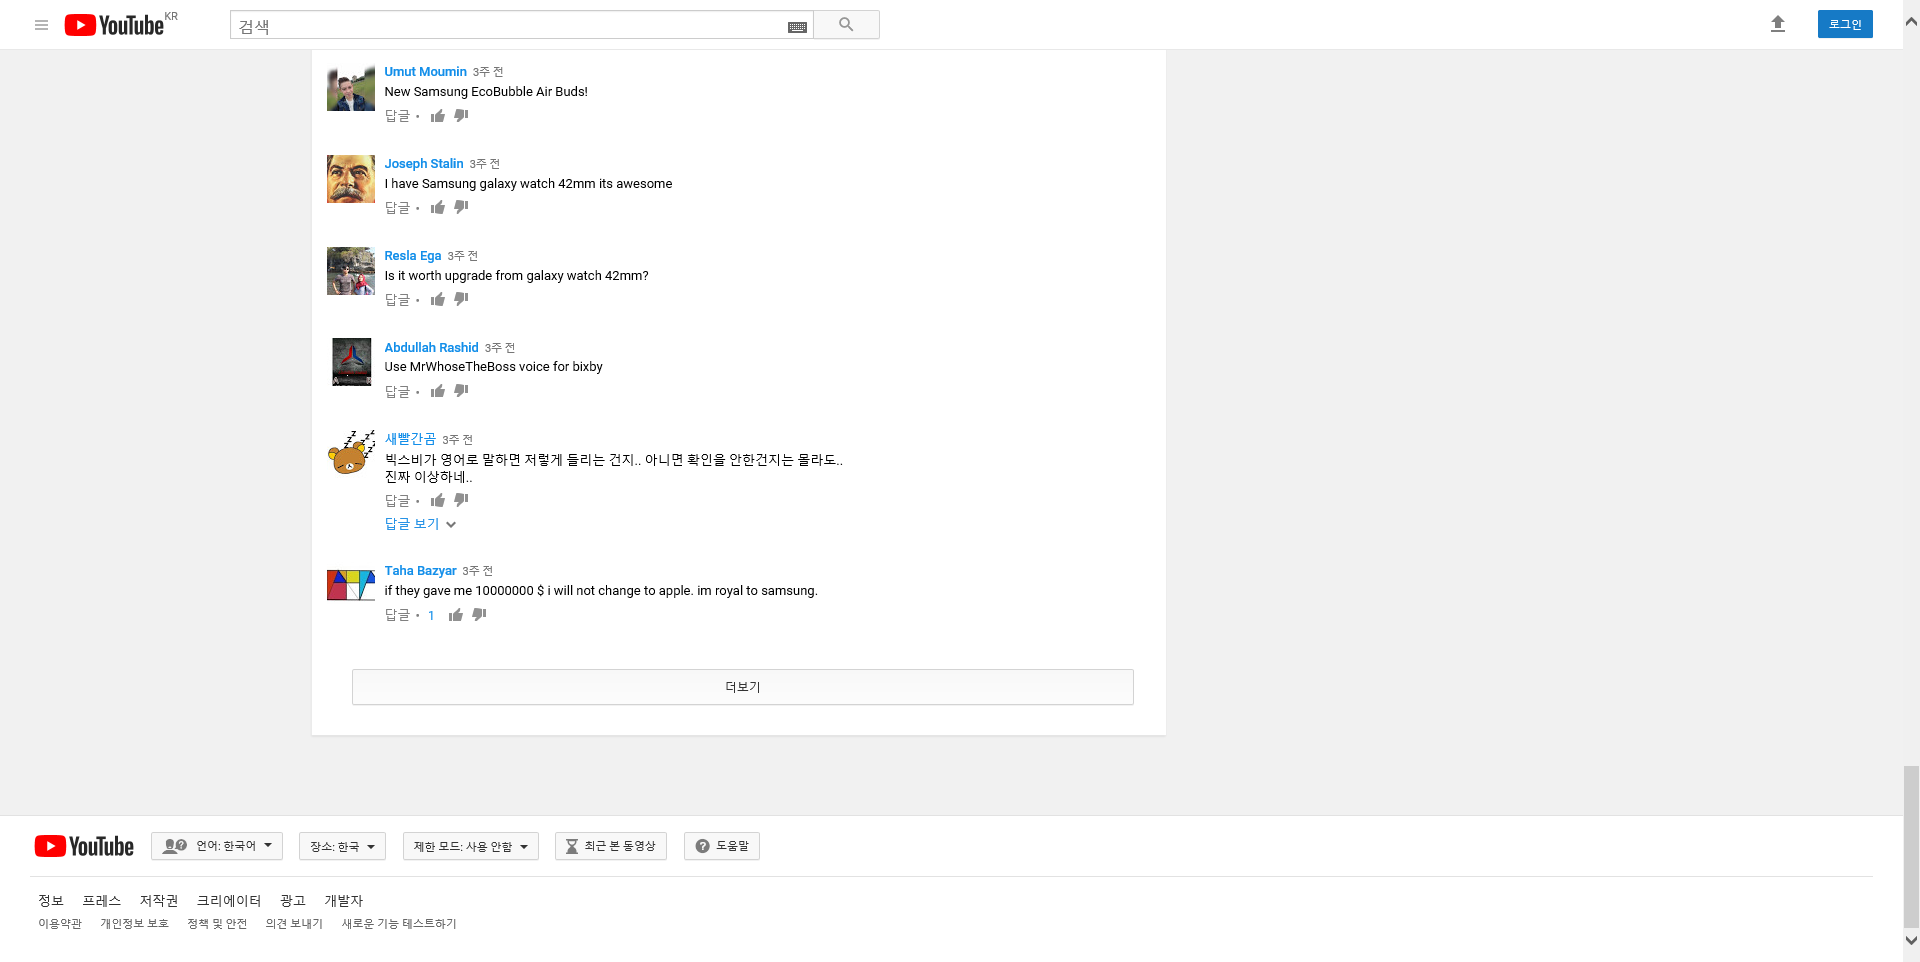 YouTube KR
검색
로그인
Umut Moumin 3주 전
New Samsung EcoBubble Air Buds!
답글 •
Joseph Stalin 3주 전
I have Samsung galaxy watch 42mm its awesome
답글 •
Resla Ega 3주 전
Is it worth upgrade from galaxy watch 42mm?
답글 •
Abdullah Rashid 3주 전
Use MrWhoseTheBoss voice for bixby
답글 •
새빨간곰 3주 전
빅스비가 영어로 말하면 저렇게 들리는 건지.. 아니면 확인을 안한건지는 몰라도..
진짜 이상하네..
답글 •
답글 보기
Taha Bazyar 3주 전
if they gave me 10000000 $ i will not change to apple. im royal to samsung.
답글 • 1
더보기
YouTube 언어: 한국어 장소: 한국 제한 모드: 사용 안함 최근 본 동영상 도움말
정보 프레스 저작권 크리에이터 광고 개발자
이용약관 개인정보 보호 정책 및 안전 의견 보내기 새로운 기능 테스트하기